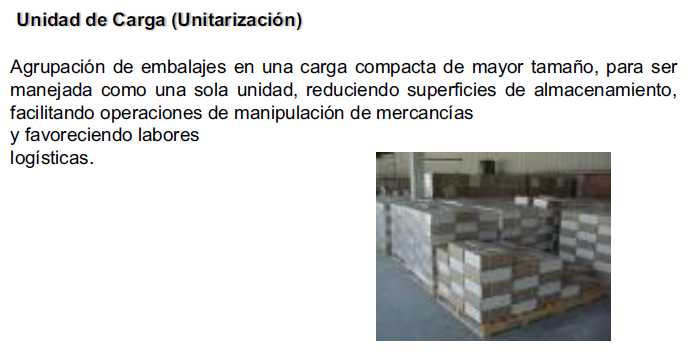 Unidad de Carga (Unitarización)
Agrupación de embalajes en una carga compacta de mayor tamaño, para ser
manejada como una sola unidad, reduciendo superficies de almacenamiento,
facilitando operaciones de manipulación de mercancías
y favoreciendo labores
logísticas.